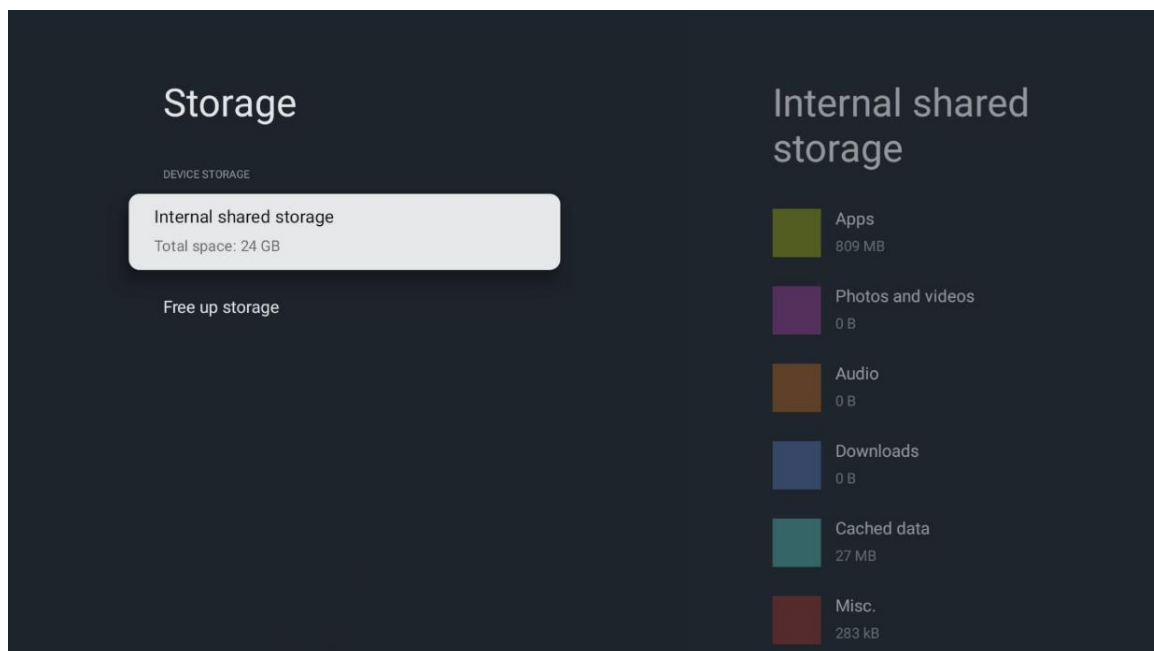 Storage
DEVICE STORAGE
Internal shared storage
Total space: 24 GB
Free up storage
Internal shared
storage
Apps
809 MB
Photos and videos
0 B
Audio
0 B
Downloads
0 B
Cached data
27 MB
Misc.
283 kB